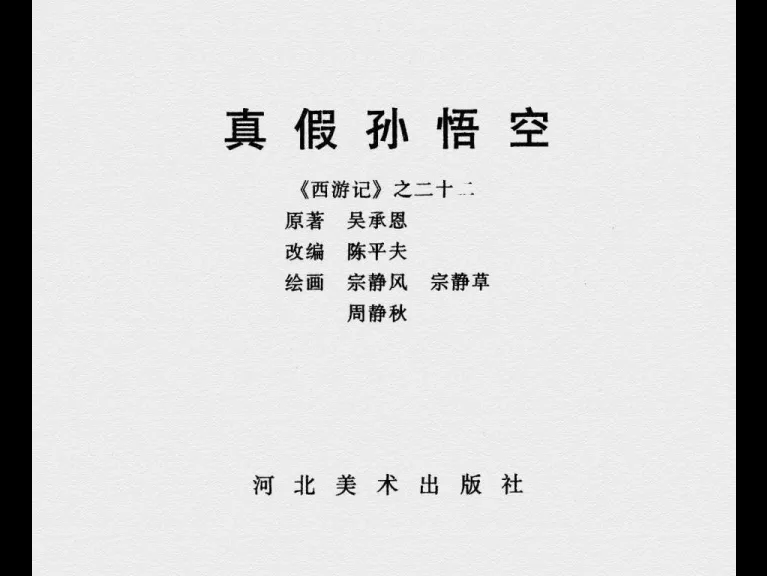 真假孙悟空
《西游记》之二十二
原著 吴承恩
改编 陈平夫
绘画 宗静风 宗静草
周静秋
河北美术出版社